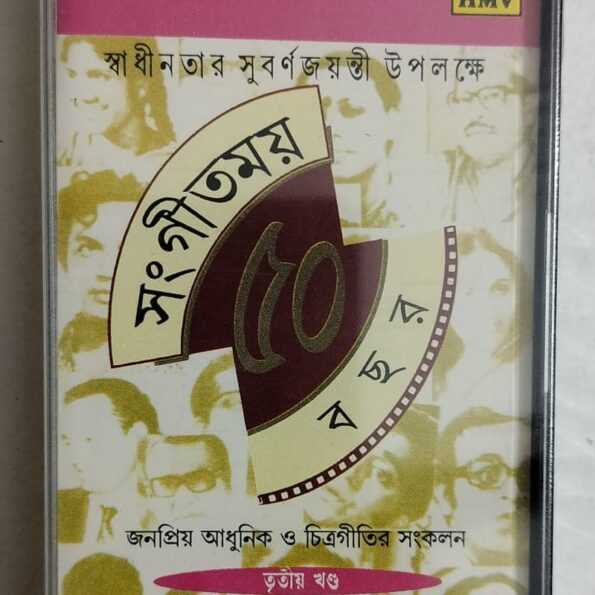 HMV
স্বাধীনতার সুবর্ণজয়ন্তী উপলক্ষে
সংগীতময়
৫০
বছর
জনপ্রিয় আধুনিক ও চিত্রগীতির সংকলন
তৃতীয় খণ্ড